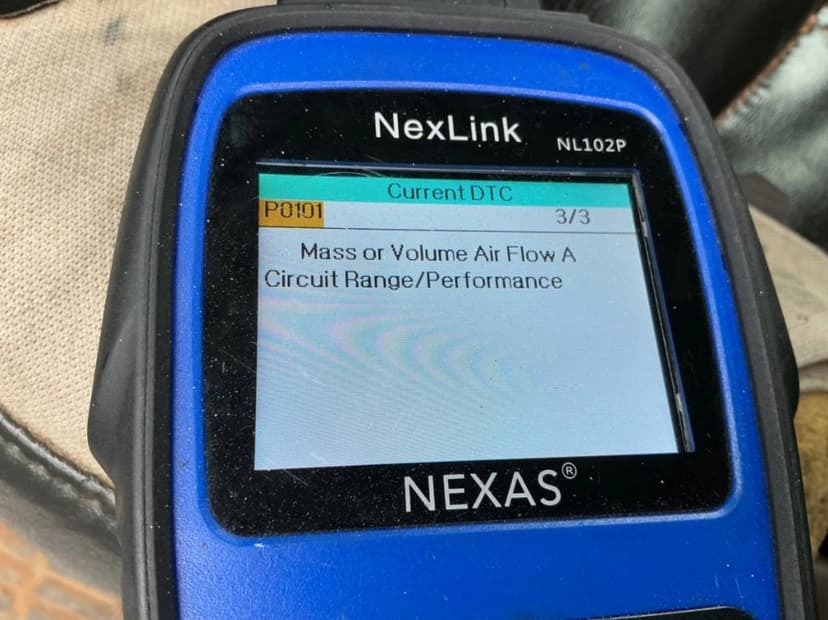 NexLink NL102P
Current DTC
P0101 3/3
Mass or Volume Air Flow A
Circuit Range/Performance
NEXAS®